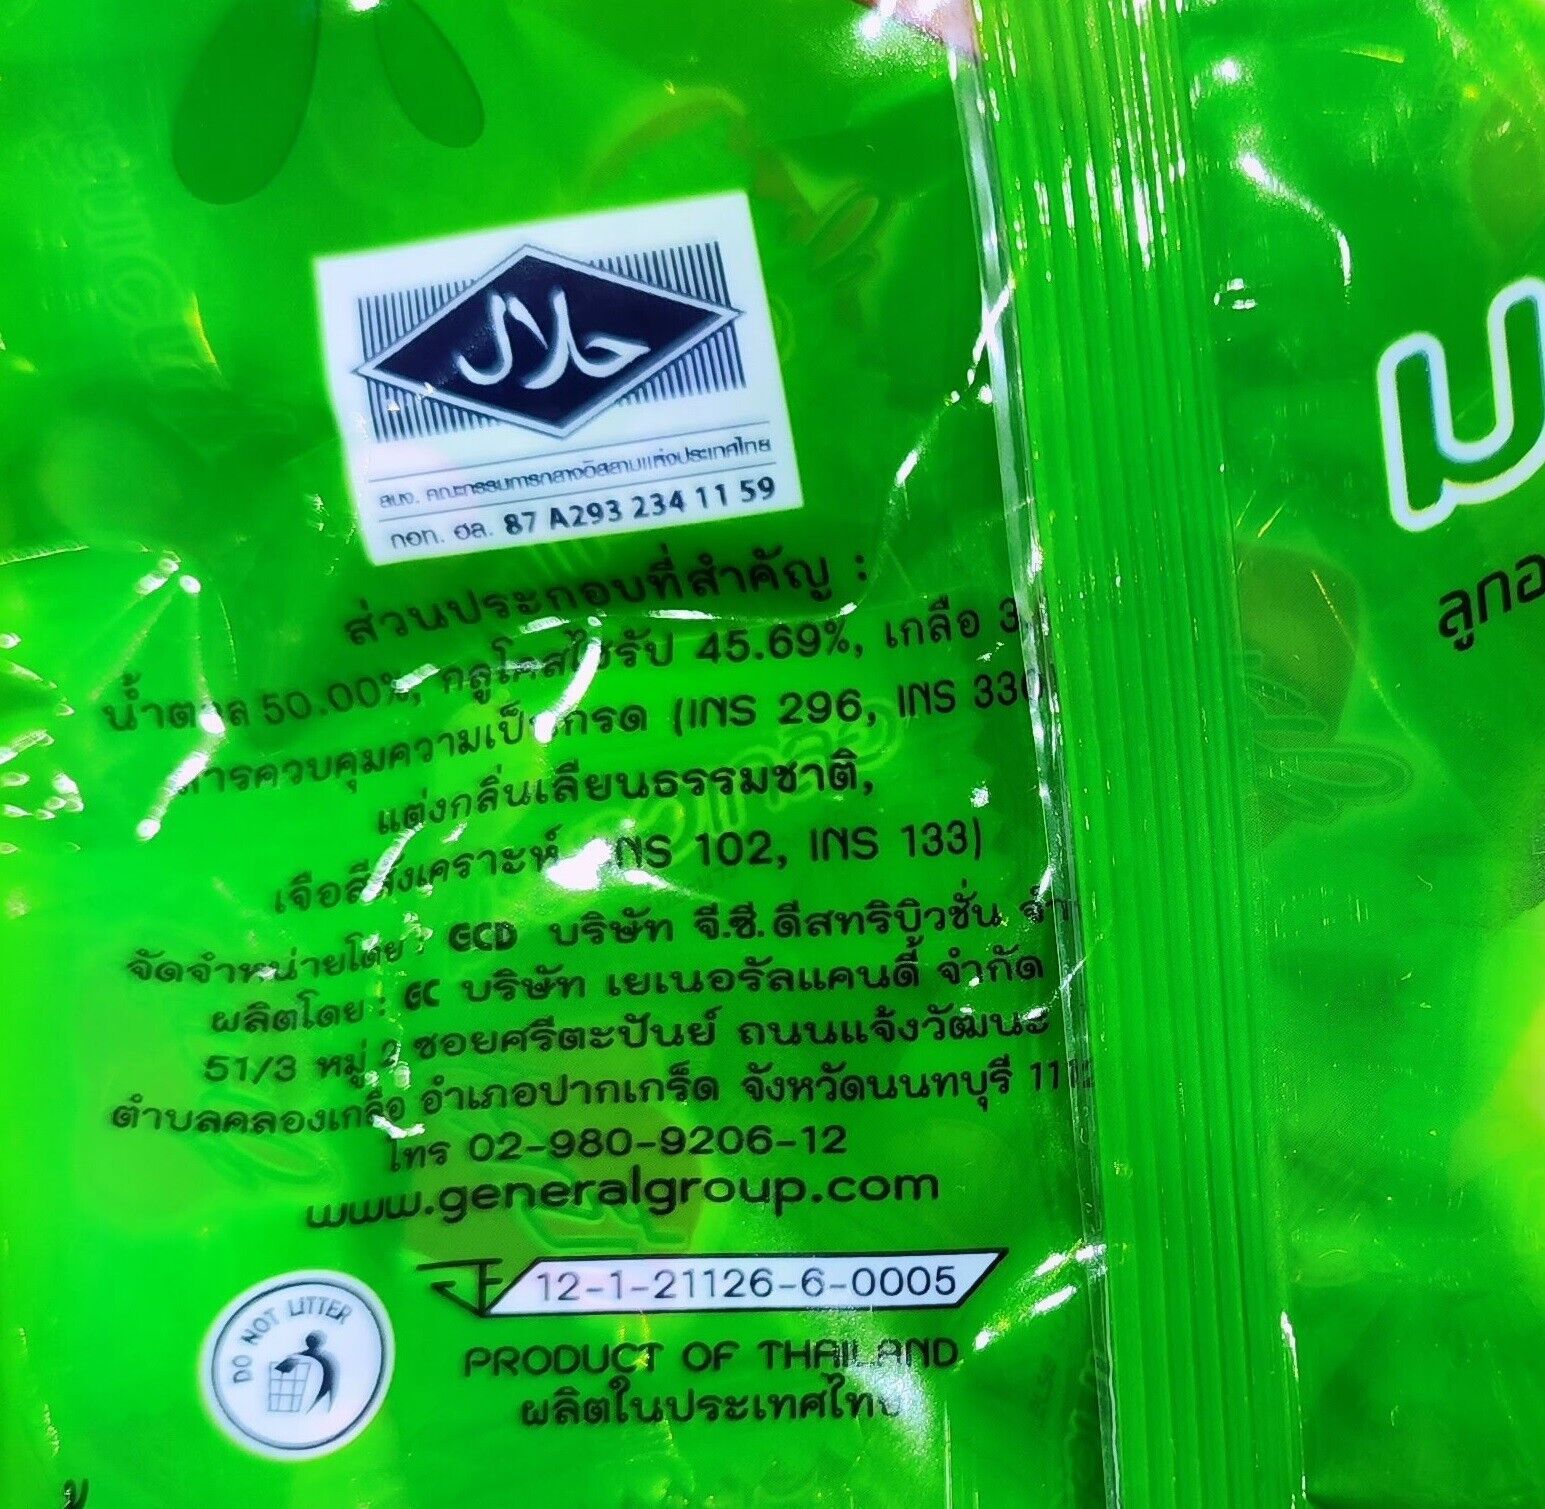 حلال
สนง. คณะกรรมการกลางอิสลามแห่งประเทศไทย
กอท. ฮล. 87 A293 234 11 59
ส่วนประกอบที่สำคัญ :
น้ำตาล 50.00%, กลูโคสไซรัป 45.69%, เกลือ 3
สารควบคุมความเป็นกรด (INS 296, INS 330
แต่งกลิ่นเลียนธรรมชาติ,
เจือสีสังเคราะห์ INS 102, INS 133)
จัดจำหน่ายโดย : GCD บริษัท จี.ซี.ดีสทริบิวชั่น จำ
ผลิตโดย : GC บริษัท เยเนอรัลแคนดี้ จำกัด
51/3 หมู่ 2 ซอยศรีตะปันย์ ถนนแจ้งวัฒนะ
ตำบลคลองเกลือ อำเภอปากเกร็ด จังหวัดนนทบุรี 1112
โทร 02-980-9206-12
www.generalgroup.com
12-1-21126-6-0005
DO NOT LITTER
PRODUCT OF THAILAND
ผลิตในประเทศไทย
ลูกอ